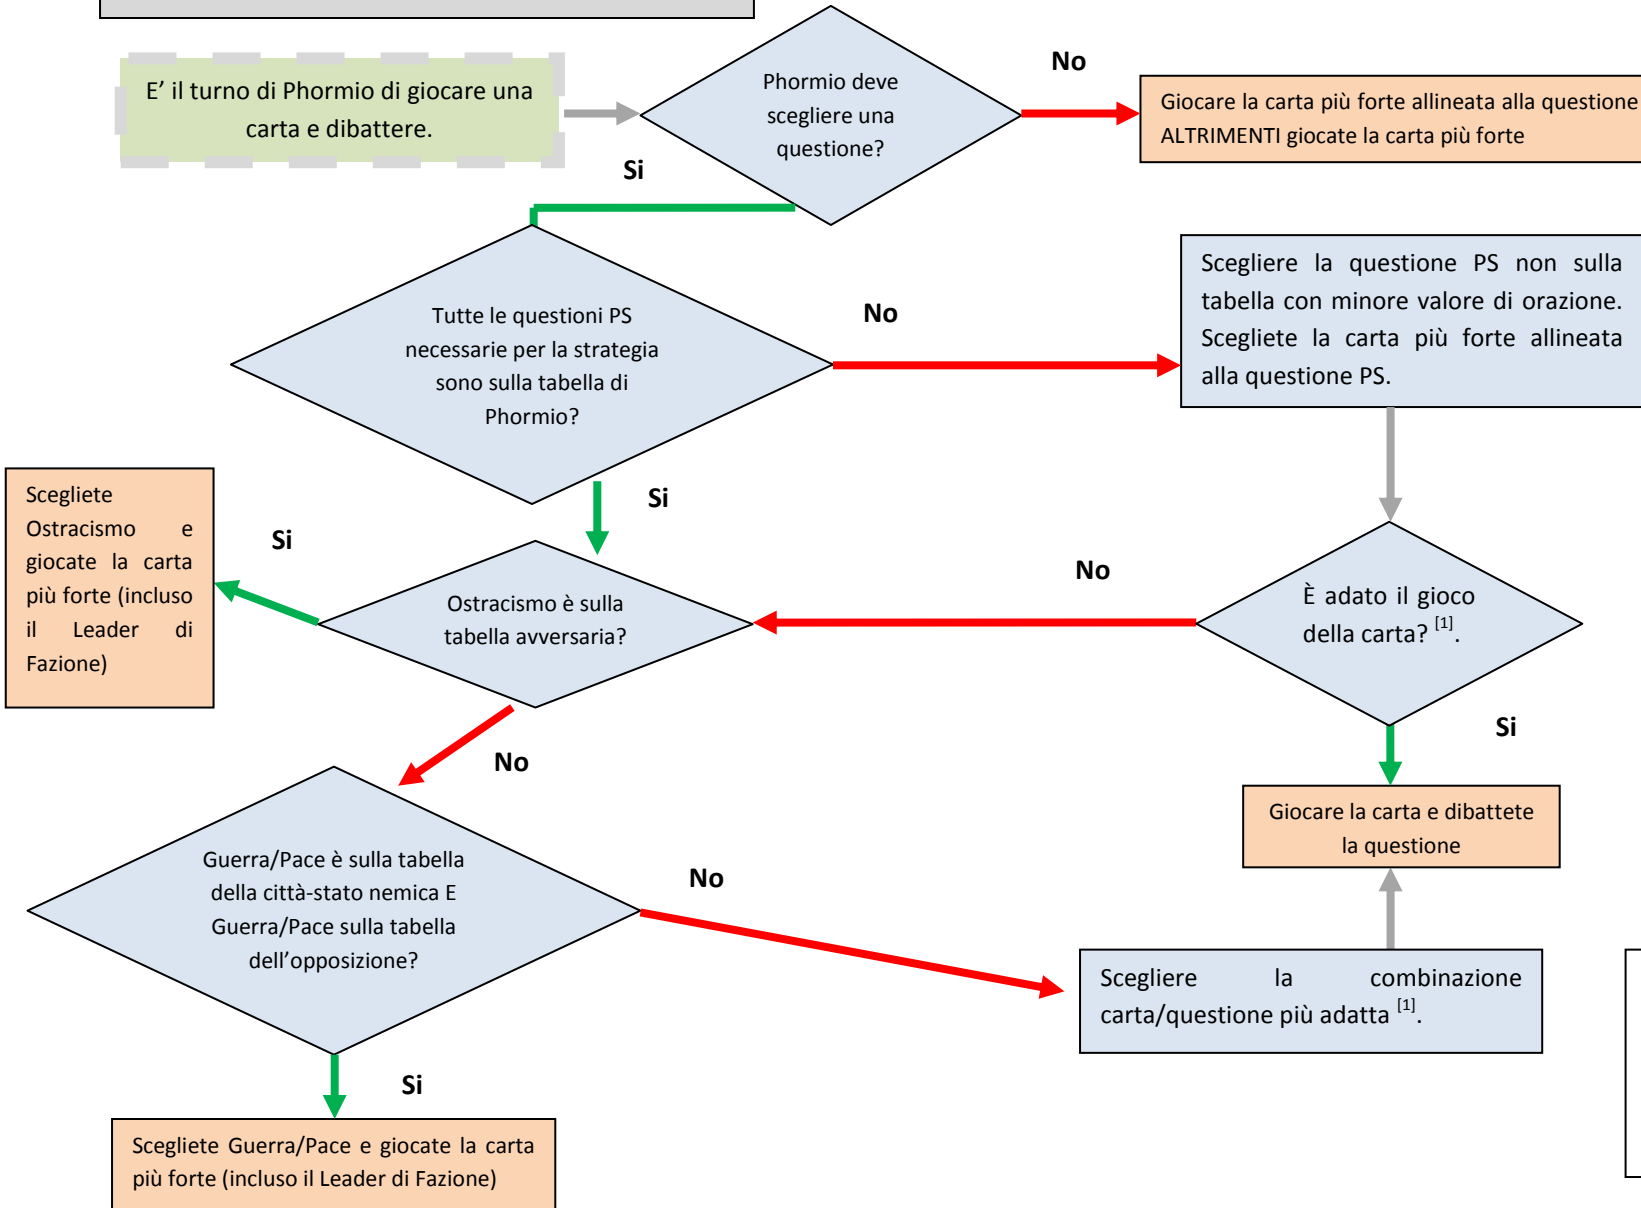 E’ il turno di Phormio di giocare una
carta e dibattere.
Phormio deve
scegliere una
questione?
No
Giocare la carta più forte allineata alla questione
ALTRIMENTI giocate la carta più forte
Si
Tutte le questioni PS
necessarie per la strategia
sono sulla tabella di
Phormio?
No
Scegliere la questione PS non sulla
tabella con minore valore di orazione.
Scegliete la carta più forte allineata
alla questione PS.
Si
Scegliete
Ostracismo e
giocate la carta
più forte (incluso
il Leader di
Fazione)
Si
Ostracismo è sulla
tabella avversaria?
No
È adato il gioco
della carta? [1].
No
Si
Giocare la carta e dibattete
la questione
Guerra/Pace è sulla tabella
della città-stato nemica E
Guerra/Pace sulla tabella
dell’opposizione?
No
Scegliere la combinazione
carta/questione più adatta [1].
Si
Scegliete Guerra/Pace e giocate la carta
più forte (incluso il Leader di Fazione)